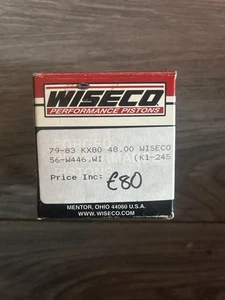 WISECO
PERFORMANCE PISTONS
79-83 KX80 48.00 WISECO
56-W446.WI (K1-245
Price Inc: £80
MENTOR, OHIO 44060 U.S.A.
WWW.WISECO.COM